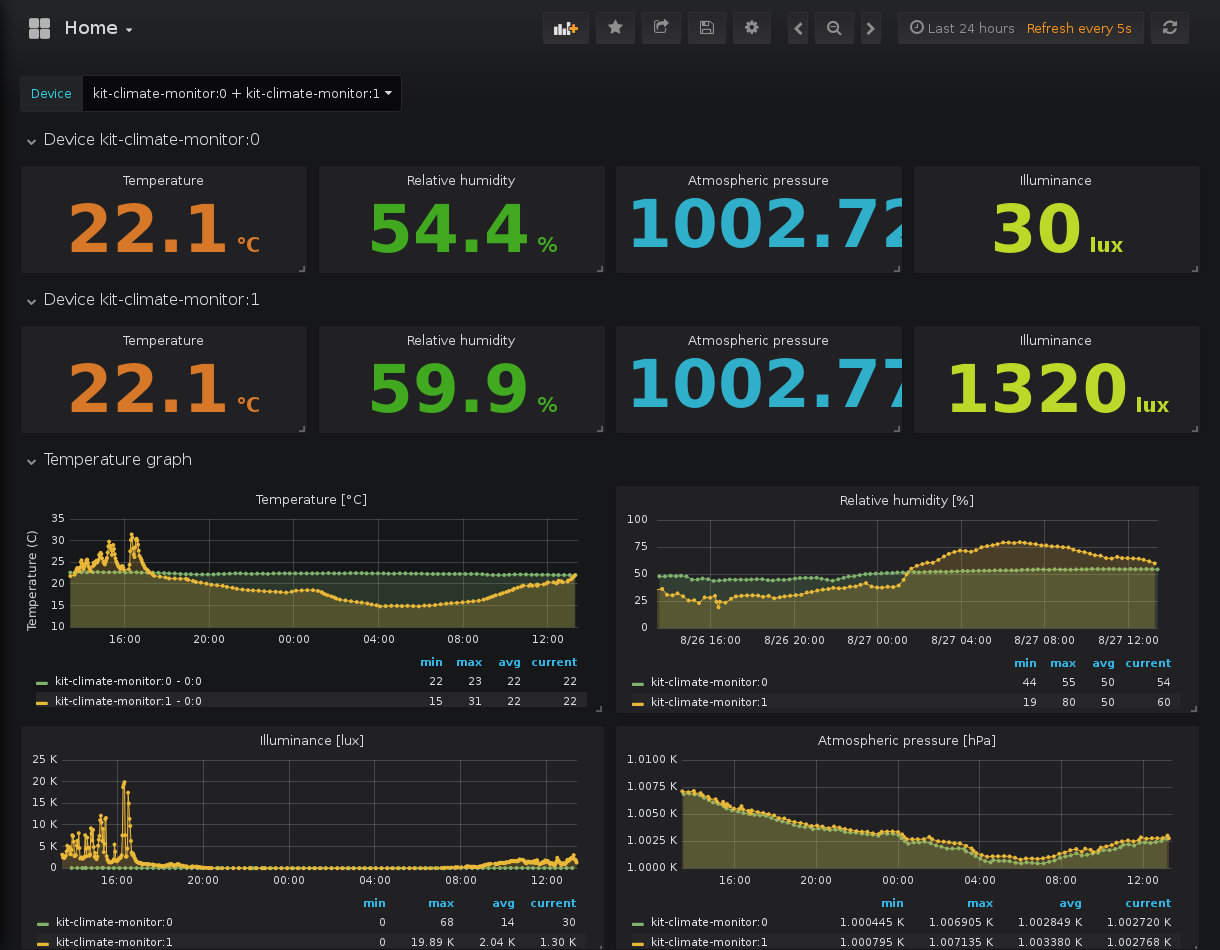 Home
Last 24 hours Refresh every 5s
Device kit-climate-monitor:0 + kit-climate-monitor:1
Device kit-climate-monitor:0
Temperature Relative humidity Atmospheric pressure Illuminance
22.1 °C 54.4 % 1002.72 30 lux
Device kit-climate-monitor:1
Temperature Relative humidity Atmospheric pressure Illuminance
22.1 °C 59.9 % 1002.77 1320 lux
Temperature graph
Temperature [°C]
Temperature (C)
35
30
25
20
15
10
16:00 20:00 00:00 04:00 08:00 12:00
min max avg current
kit-climate-monitor:0 - 0:0 22 23 22 22
kit-climate-monitor:1 - 0:0 15 31 22 22
Relative humidity [%]
100
75
50
25
0
8/26 16:00 8/26 20:00 8/27 00:00 8/27 04:00 8/27 08:00 8/27 12:00
min max avg current
kit-climate-monitor:0 44 55 50 54
kit-climate-monitor:1 19 80 50 60
Illuminance [lux]
25 K
20 K
15 K
10 K
5 K
0
16:00 20:00 00:00 04:00 08:00 12:00
min max avg current
kit-climate-monitor:0 0 68 14 30
kit-climate-monitor:1 0 19.89 K 2.04 K 1.30 K
Atmospheric pressure [hPa]
1.0100 K
1.0075 K
1.0050 K
1.0025 K
1.0000 K
16:00 20:00 00:00 04:00 08:00 12:00
min max avg current
kit-climate-monitor:0 1.000445 K 1.006905 K 1.002849 K 1.002720 K
kit-climate-monitor:1 1.000795 K 1.007135 K 1.003380 K 1.002768 K